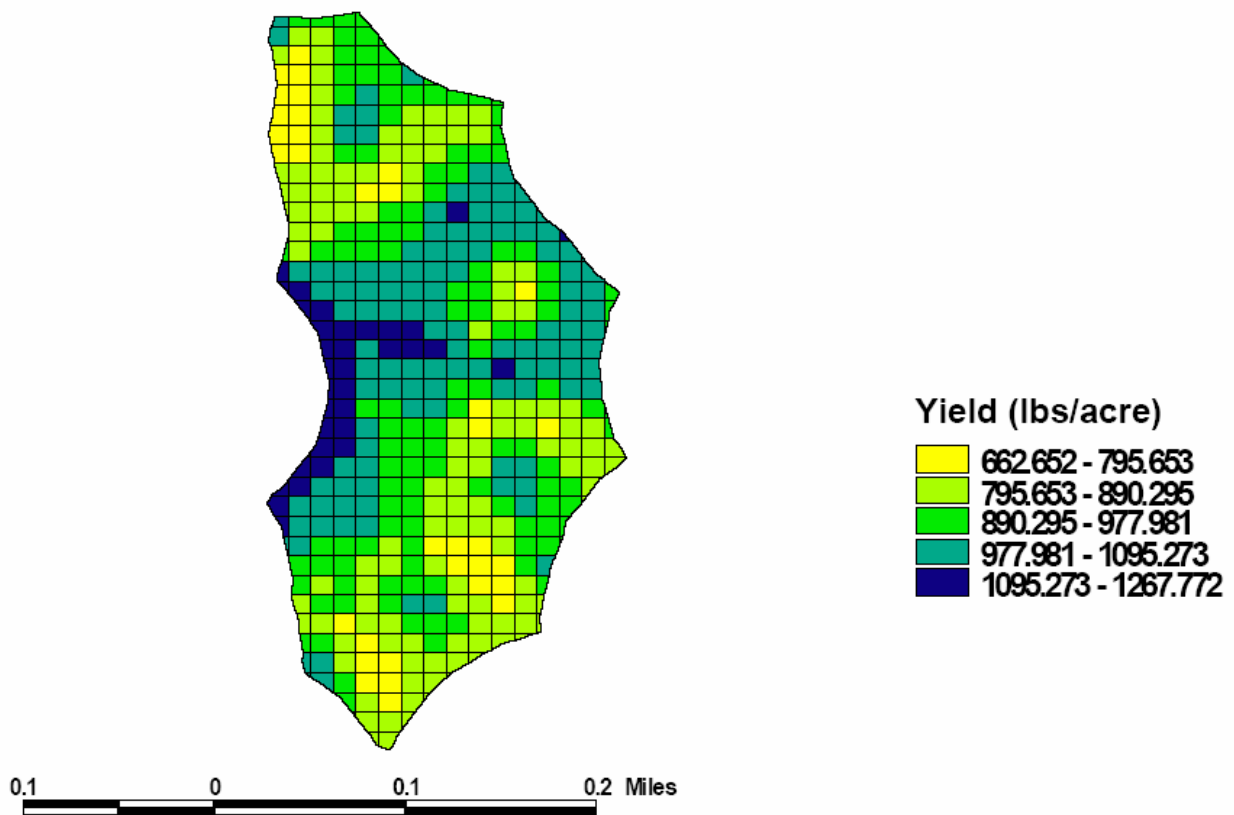 Yield (lbs/acre)
662.652 - 795.653
795.653 - 890.295
890.295 - 977.981
977.981 - 1095.273
1095.273 - 1267.772
0.1 0 0.1 0.2 Miles